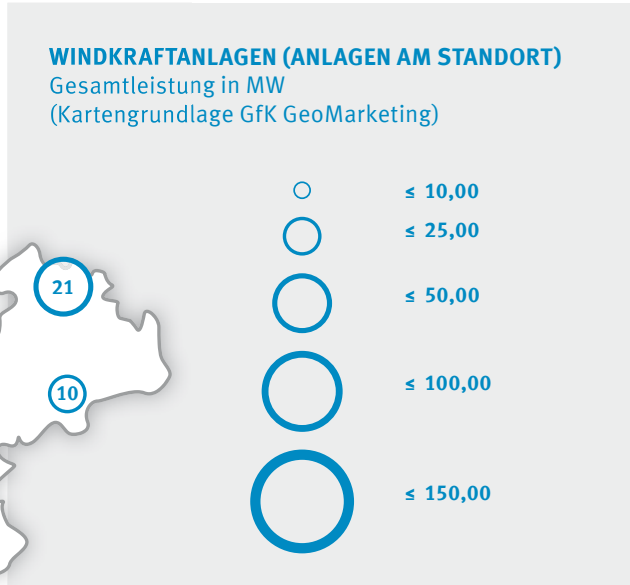 WINDKRAFTANLAGEN (ANLAGEN AM STANDORT)
Gesamtleistung in MW
(Kartengrundlage GfK GeoMarketing)
≤ 10,00
≤ 25,00
≤ 50,00
≤ 100,00
≤ 150,00
21
10